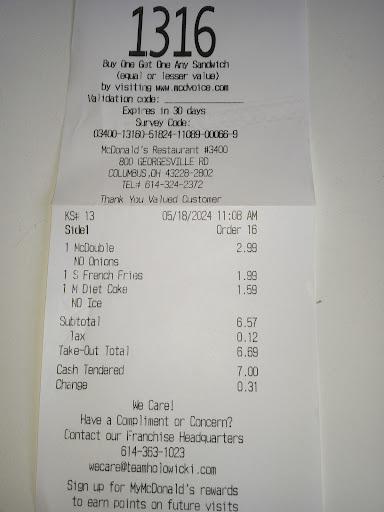 1316
Buy One Get One Any Sandwich
(equal or lesser value)
by visiting www.mcdvoice.com
Validation code: ____________
Expires in 30 days
Survey Code:
03400-13160-51824-11089-00066-9
McDonald's Restaurant #3400
800 GEORGESVILLE RD
COLUMBUS,OH 43228-2802
TEL# 614-324-2372
Thank You Valued Customer
KS# 13 05/18/2024 11:08 AM
Side1 Order 16
1 McDouble 2.99
NO Onions
1 S French Fries 1.99
1 M Diet Coke 1.59
NO Ice
Subtotal 6.57
Tax 0.12
Take-Out Total 6.69
Cash Tendered 7.00
Change 0.31
We Care!
Have a Compliment or Concern?
Contact our Franchise Headquarters
614-363-1023
wecare@teamholowicki.com
Sign up for MyMcDonald's rewards
to earn points on future visits